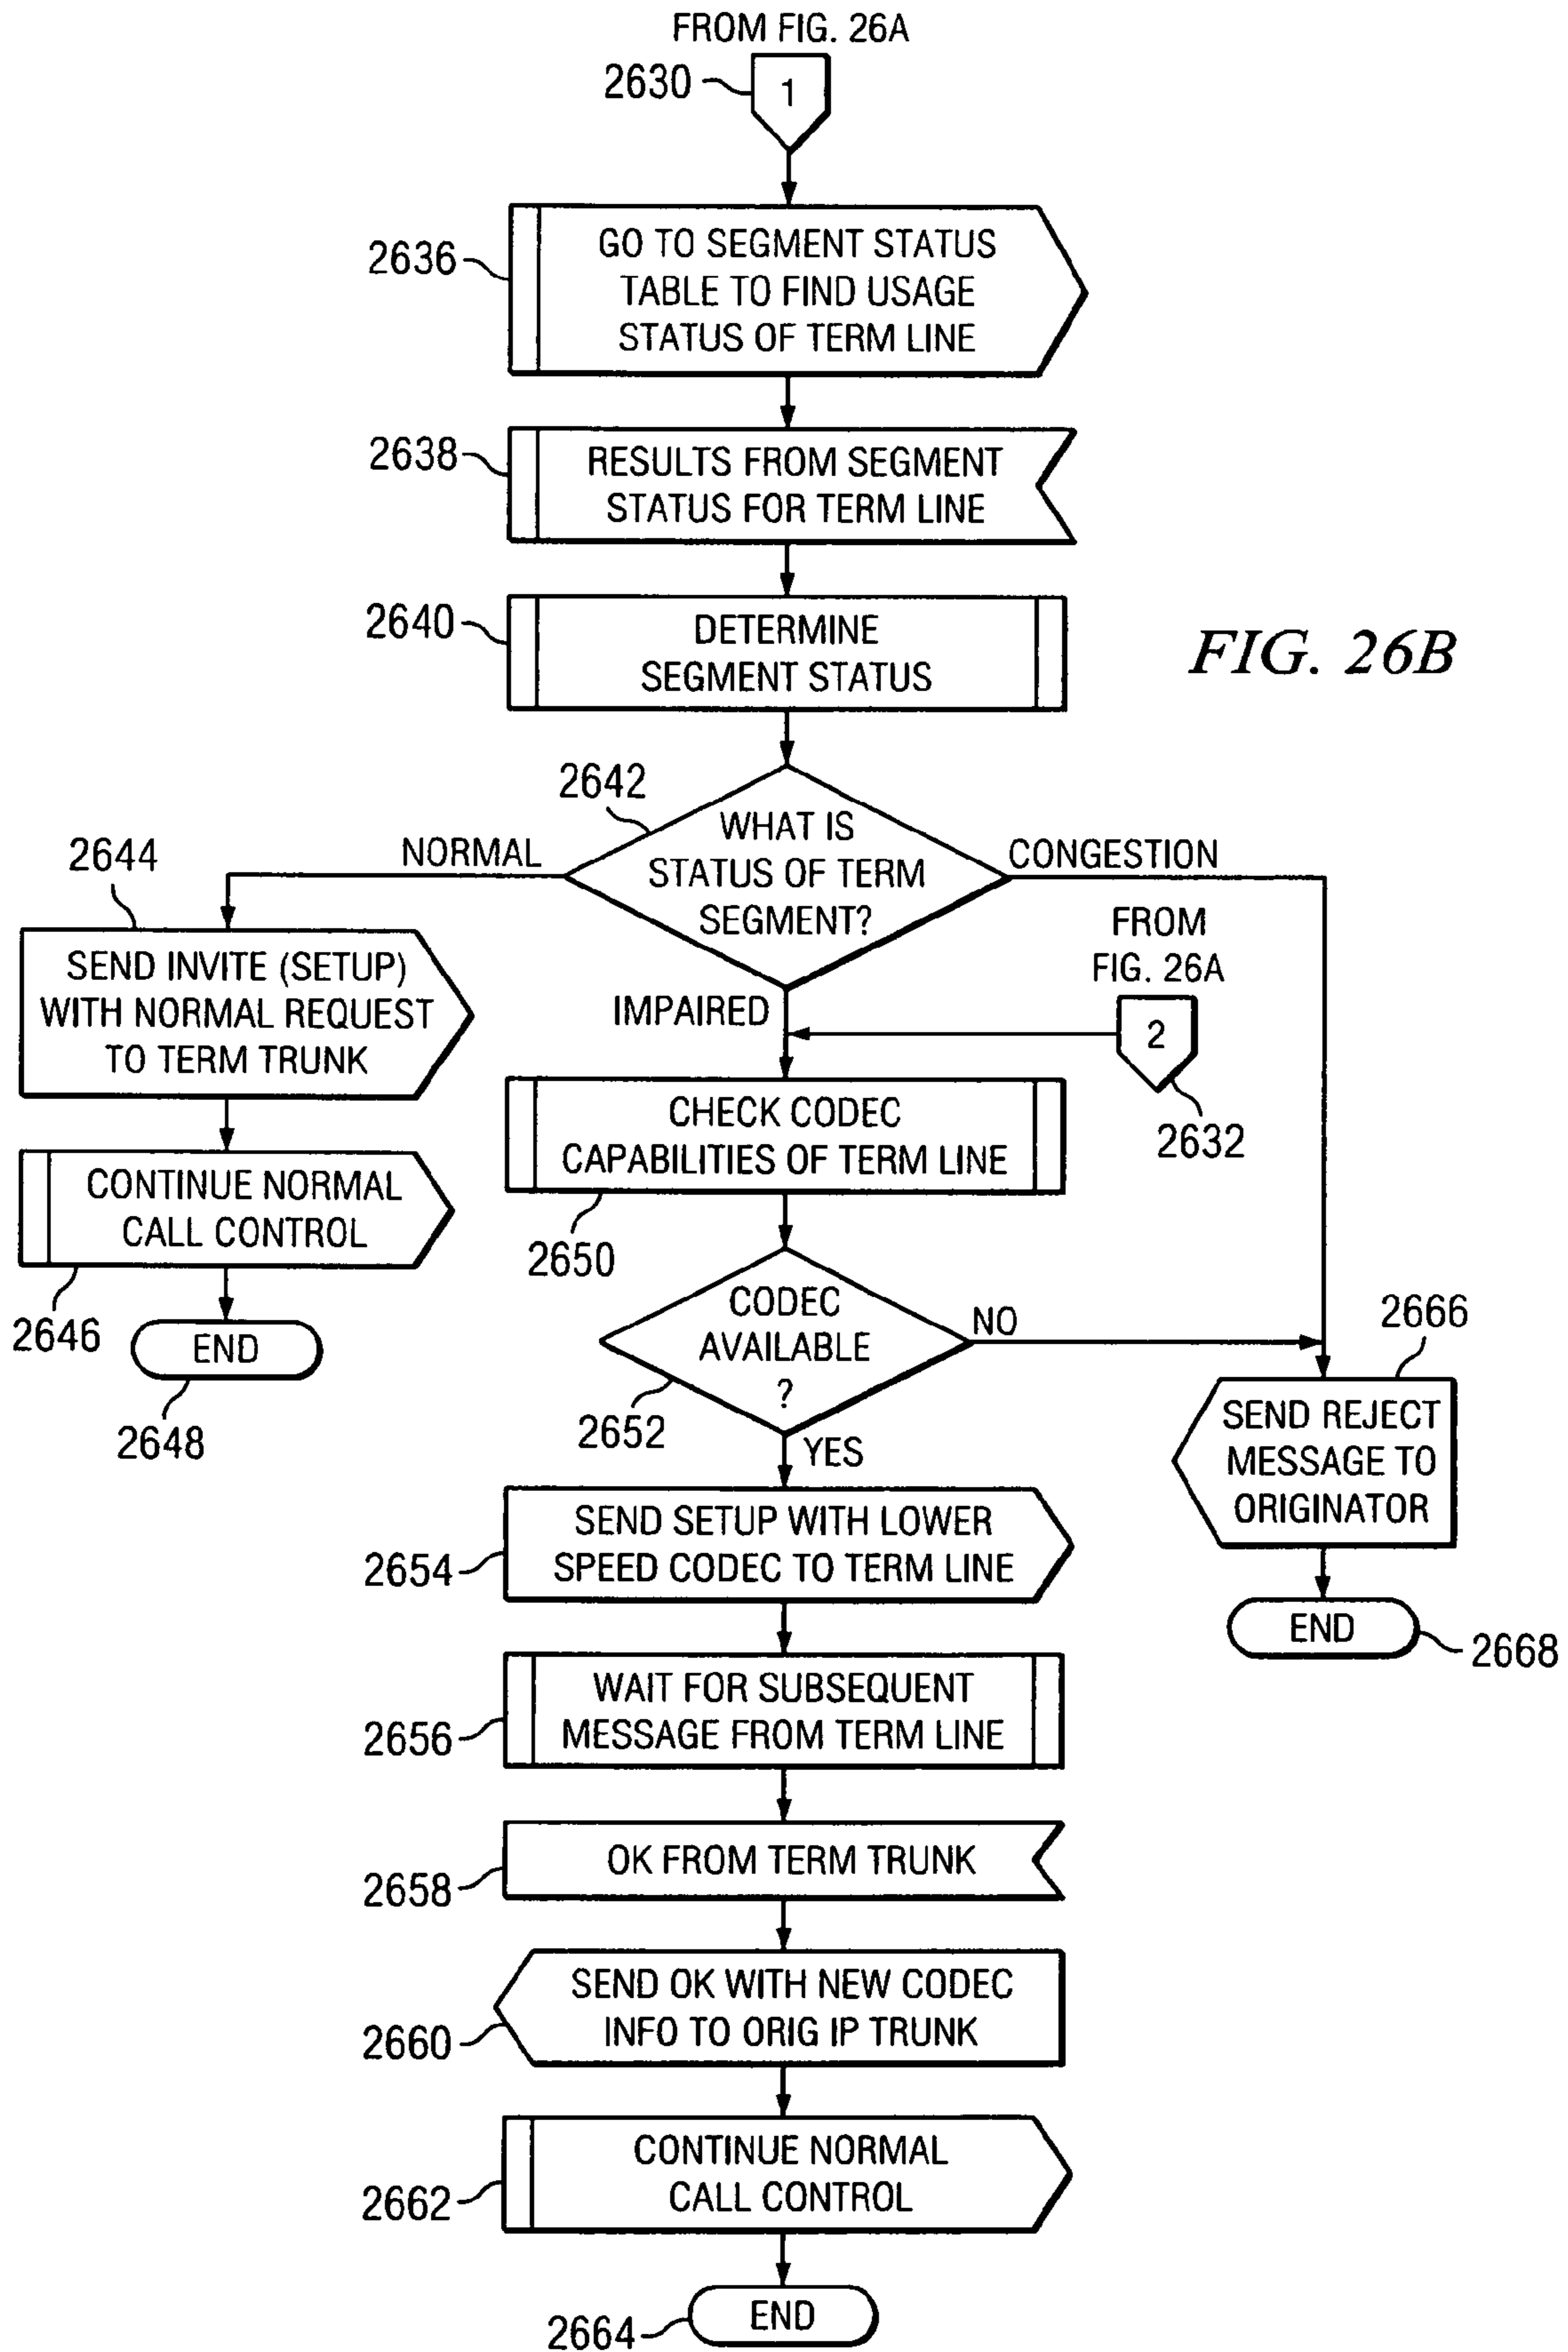 FROM FIG. 26A
2630
1
2636
GO TO SEGMENT STATUS
TABLE TO FIND USAGE
STATUS OF TERM LINE
2638
RESULTS FROM SEGMENT
STATUS FOR TERM LINE
2640
DETERMINE
SEGMENT STATUS
FIG. 26B
2642
WHAT IS
STATUS OF TERM
SEGMENT?
NORMAL
CONGESTION
IMPAIRED
2644
SEND INVITE (SETUP)
WITH NORMAL REQUEST
TO TERM TRUNK
FROM
FIG. 26A
2
2632
CONTINUE NORMAL
CALL CONTROL
2646
END
2648
CHECK CODEC
CAPABILITIES OF TERM LINE
2650
CODEC
AVAILABLE
?
2652
NO
YES
2666
SEND REJECT
MESSAGE TO
ORIGINATOR
END
2668
SEND SETUP WITH LOWER
SPEED CODEC TO TERM LINE
2654
WAIT FOR SUBSEQUENT
MESSAGE FROM TERM LINE
2656
OK FROM TERM TRUNK
2658
SEND OK WITH NEW CODEC
INFO TO ORIG IP TRUNK
2660
CONTINUE NORMAL
CALL CONTROL
2662
END
2664